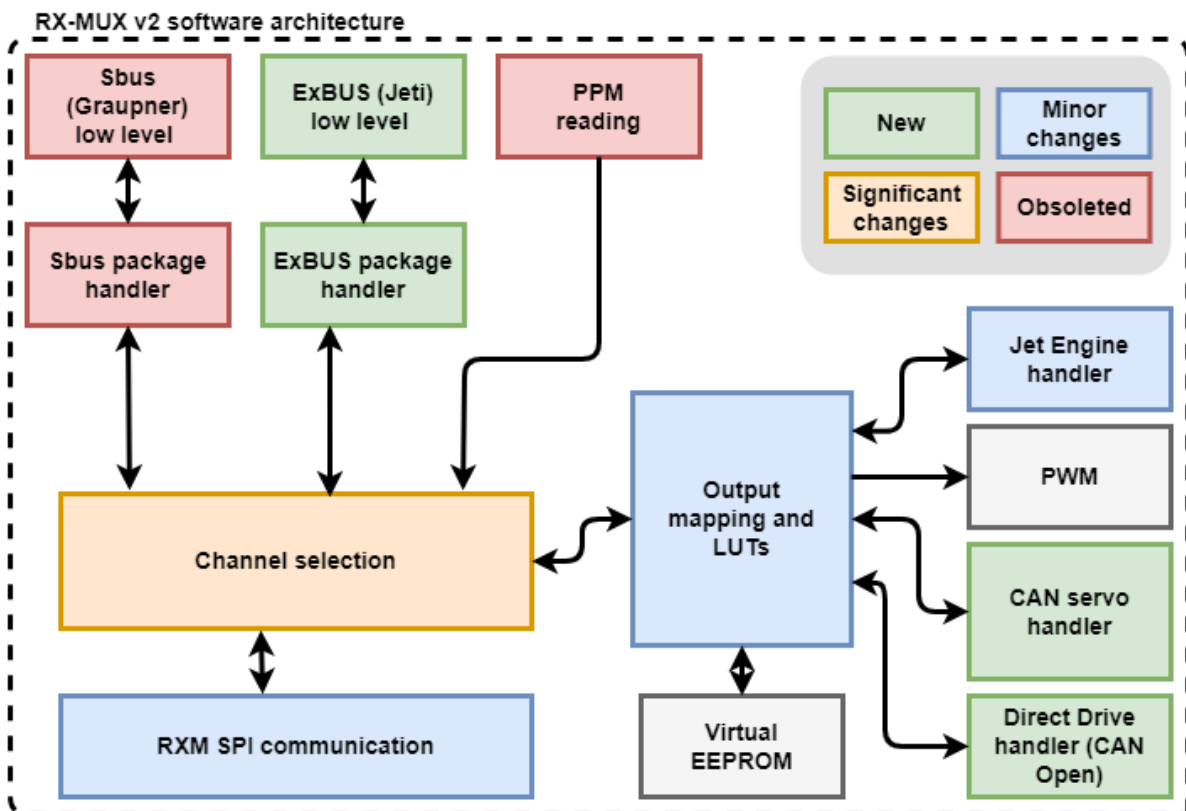 RX-MUX v2 software architecture
Sbus
(Graupner)
low level
ExBUS (Jeti)
low level
PPM
reading
New
Minor
changes
Significant
changes
Obsoleted
Sbus package
handler
ExBUS package
handler
Jet Engine
handler
PWM
Output
mapping and
LUTs
Channel selection
CAN servo
handler
RXM SPI communication
Virtual
EEPROM
Direct Drive
handler (CAN
Open)